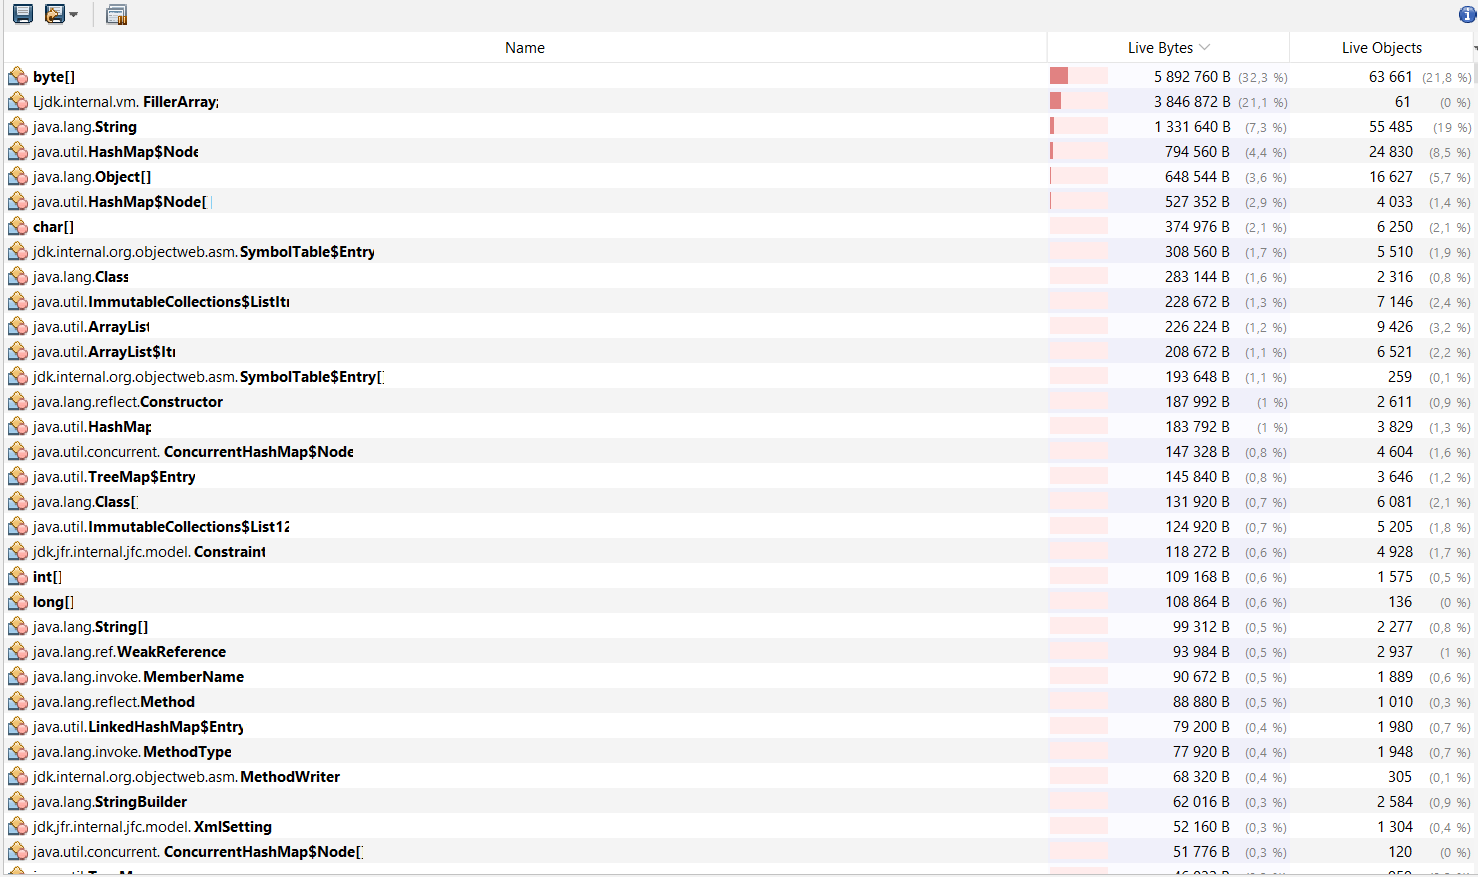 Name Live Bytes Live Objects
byte[] 5 892 760 B (32,3 %) 63 661 (21,8 %)
Ljdk.internal.vm.FillerArray; 3 846 872 B (21,1 %) 61 (0 %)
java.lang.String 1 331 640 B (7,3 %) 55 485 (19 %)
java.util.HashMap$Node 794 560 B (4,4 %) 24 830 (8,5 %)
java.lang.Object[] 648 544 B (3,6 %) 16 627 (5,7 %)
java.util.HashMap$Node[ 527 352 B (2,9 %) 4 033 (1,4 %)
char[] 374 976 B (2,1 %) 6 250 (2,1 %)
jdk.internal.org.objectweb.asm.SymbolTable$Entry 308 560 B (1,7 %) 5 510 (1,9 %)
java.lang.Class 283 144 B (1,6 %) 2 316 (0,8 %)
java.util.ImmutableCollections$ListItr 228 672 B (1,3 %) 7 146 (2,4 %)
java.util.ArrayList 226 224 B (1,2 %) 9 426 (3,2 %)
java.util.ArrayList$Itr 208 672 B (1,1 %) 6 521 (2,2 %)
jdk.internal.org.objectweb.asm.SymbolTable$Entry[] 193 648 B (1,1 %) 259 (0,1 %)
java.lang.reflect.Constructor 187 992 B (1 %) 2 611 (0,9 %)
java.util.HashMap 183 792 B (1 %) 3 829 (1,3 %)
java.util.concurrent.ConcurrentHashMap$Node 147 328 B (0,8 %) 4 604 (1,6 %)
java.util.TreeMap$Entry 145 840 B (0,8 %) 3 646 (1,2 %)
java.lang.Class[] 131 920 B (0,7 %) 6 081 (2,1 %)
java.util.ImmutableCollections$List12 124 920 B (0,7 %) 5 205 (1,8 %)
jdk.jfr.internal.jfc.model.Constraint 118 272 B (0,6 %) 4 928 (1,7 %)
int[] 109 168 B (0,6 %) 1 575 (0,5 %)
long[] 108 864 B (0,6 %) 136 (0 %)
java.lang.String[] 99 312 B (0,5 %) 2 277 (0,8 %)
java.lang.ref.WeakReference 93 984 B (0,5 %) 2 937 (1 %)
java.lang.invoke.MemberName 90 672 B (0,5 %) 1 889 (0,6 %)
java.lang.reflect.Method 88 880 B (0,5 %) 1 010 (0,3 %)
java.util.LinkedHashMap$Entry 79 200 B (0,4 %) 1 980 (0,7 %)
java.lang.invoke.MethodType 77 920 B (0,4 %) 1 948 (0,7 %)
jdk.internal.org.objectweb.asm.MethodWriter 68 320 B (0,4 %) 305 (0,1 %)
java.lang.StringBuilder 62 016 B (0,3 %) 2 584 (0,9 %)
jdk.jfr.internal.jfc.model.XmlSetting 52 160 B (0,3 %) 1 304 (0,4 %)
java.util.concurrent.ConcurrentHashMap$Node[] 51 776 B (0,3 %) 120 (0 %)